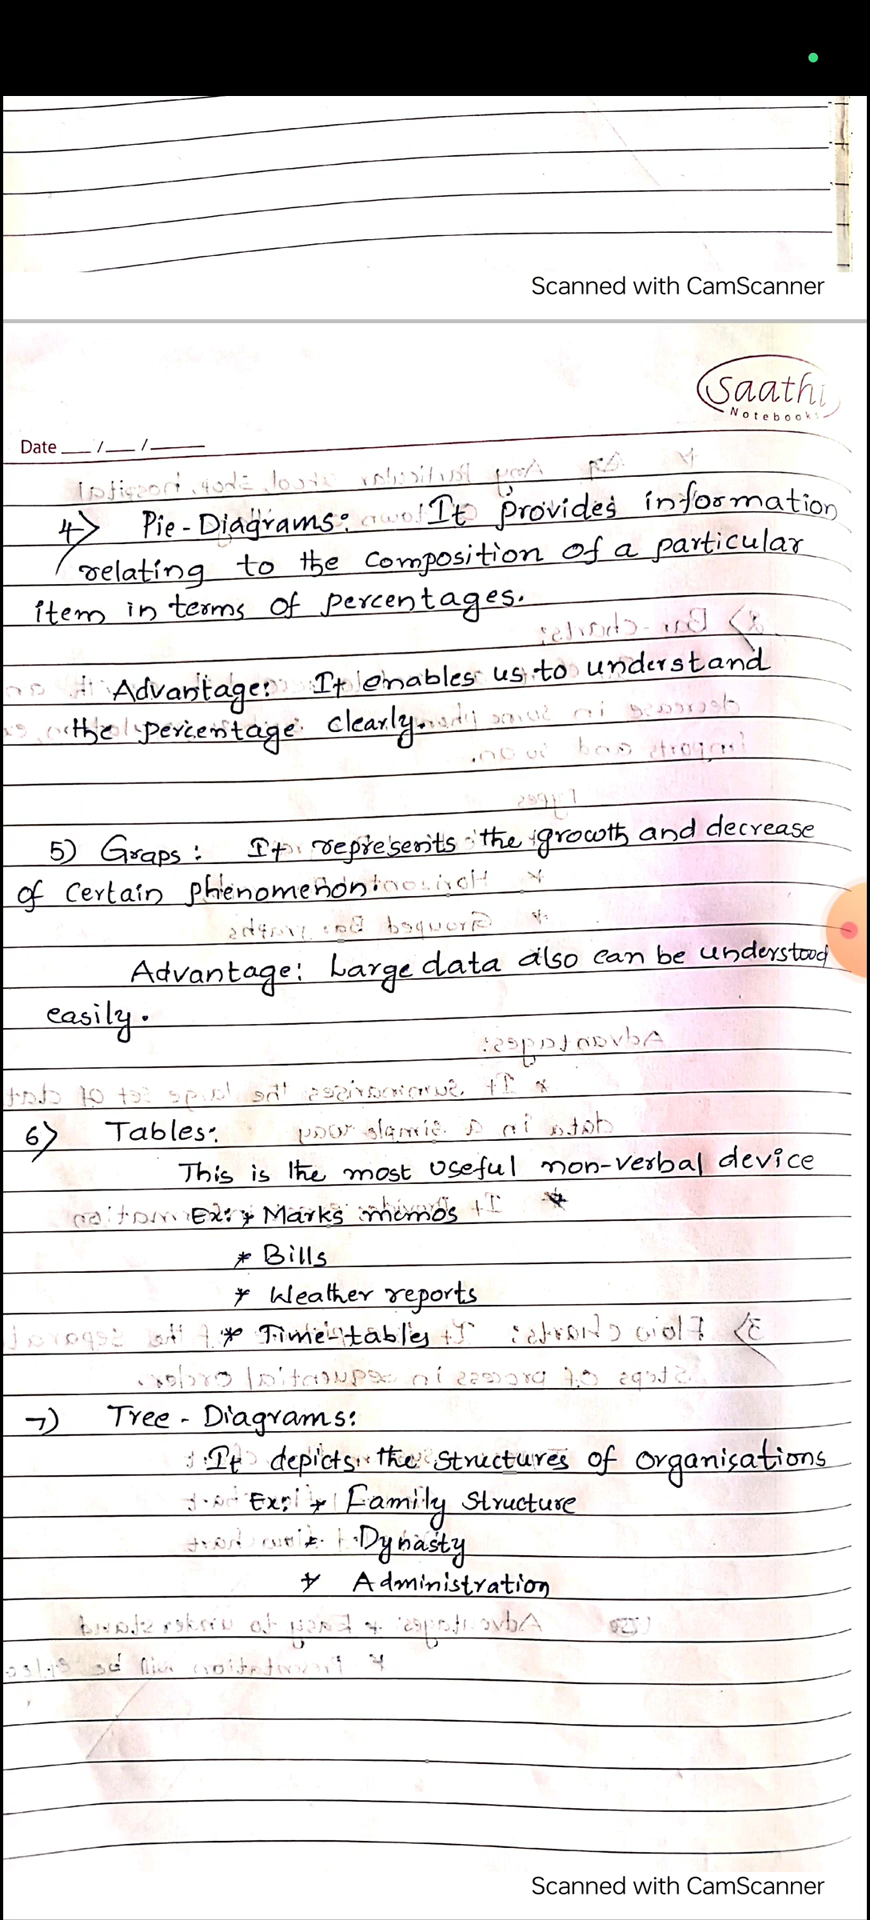 Scanned with CamScanner
Saathi
Notebooks
Date __/__/____
4) Pie-Diagrams: It provides information
relating to the composition of a particular
item in terms of percentages.
Advantage: It enables us to understand
the percentage clearly.
5) Graps: It represents the growth and decrease
of certain phenomenon.
Advantage: Large data also can be understood
easily.
6) Tables:
This is the most useful non-verbal device
Ex: * Marks memos
* Bills
* Weather reports
* Time-tables
7) Tree-Diagrams:
It depicts the structures of organisations
Ex: * Family Structure
* Dynasty
* Administration
Scanned with CamScanner